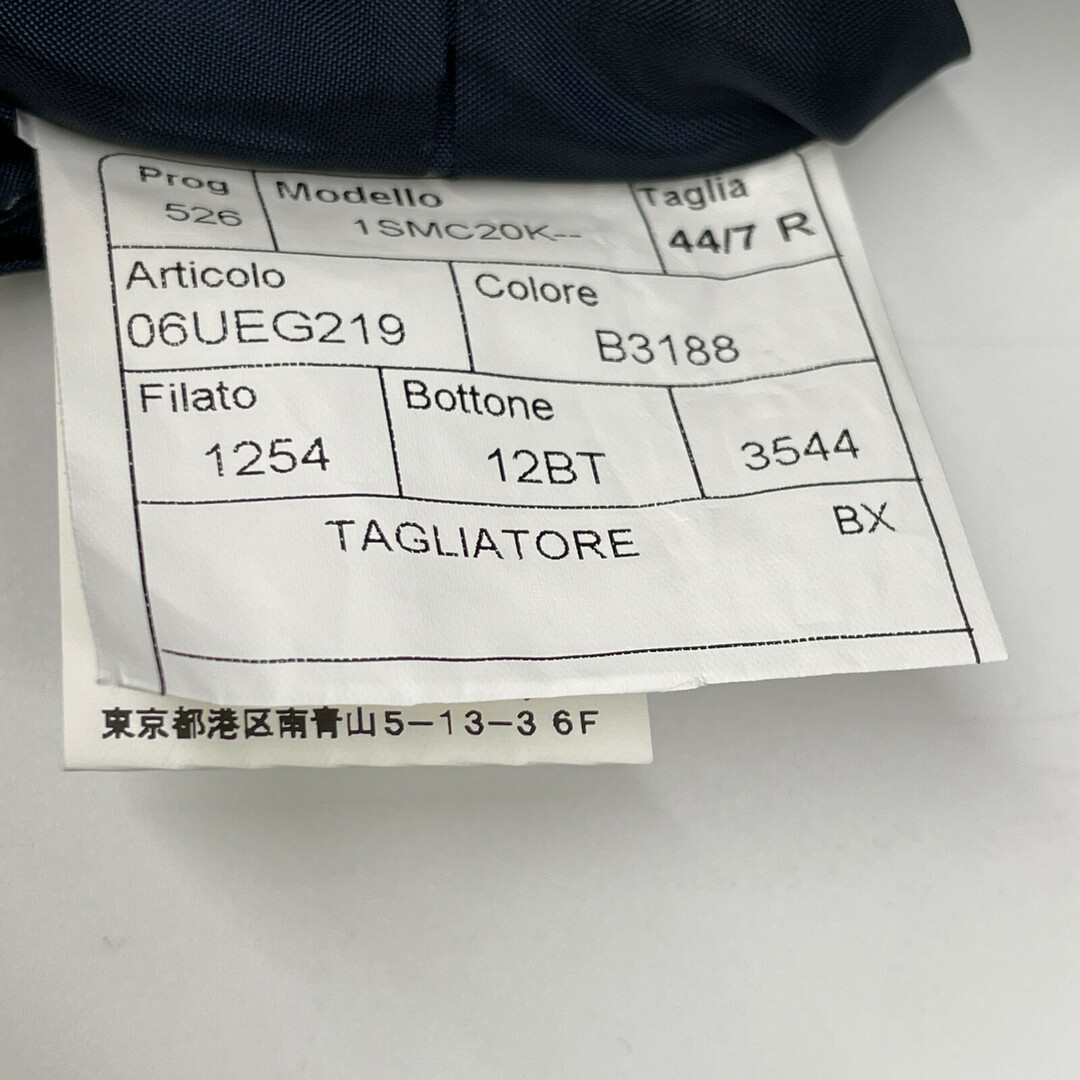 Prog Modello Taglia
526 1SMC20K-- 44/7 R
Articolo Colore
06UEG219 B3188
Filato Bottone
1254 12BT 3544
TAGLIATORE BX
東京都港区南青山5-13-3 6F